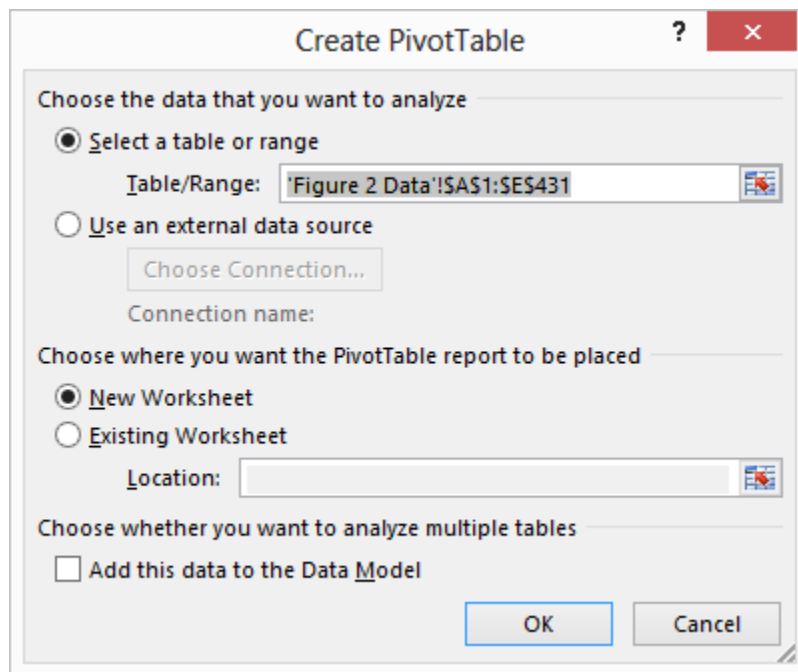 Create PivotTable
?
Choose the data that you want to analyze
Select a table or range
Table/Range: 'Figure 2 Data'!$A$1:$E$431
Use an external data source
Choose Connection...
Connection name:
Choose where you want the PivotTable report to be placed
New Worksheet
Existing Worksheet
Location:
Choose whether you want to analyze multiple tables
Add this data to the Data Model
OK Cancel